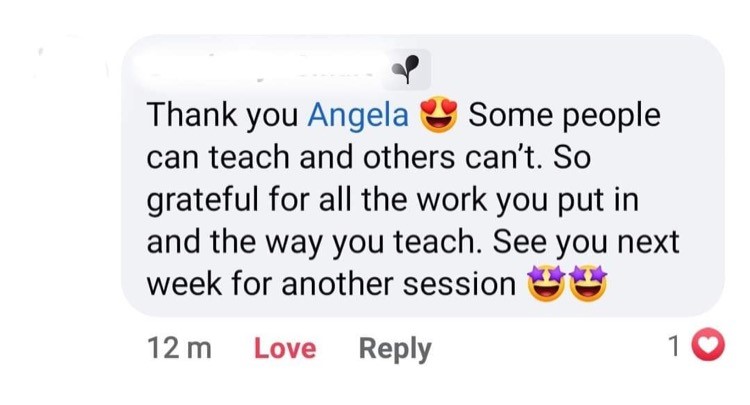 Thank you Angela 😍 Some people
can teach and others can't. So
grateful for all the work you put in
and the way you teach. See you next
week for another session 🤩🤩
12 m Love Reply 1